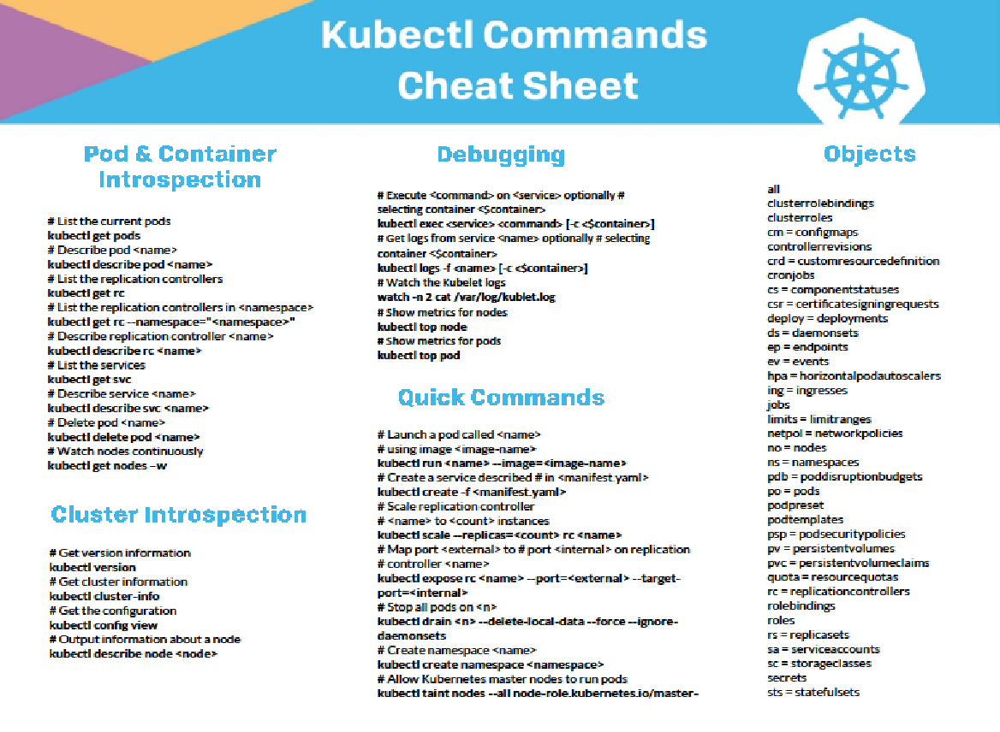 Kubectl Commands
Cheat Sheet
Pod & Container
Introspection
# List the current pods
kubectl get pods
# Describe pod <name>
kubectl describe pod <name>
# List the replication controllers
kubectl get rc
# List the replication controllers in <namespace>
kubectl get rc --namespace="<namespace>"
# Describe replication controller <name>
kubectl describe rc <name>
# List the services
kubectl get svc
# Describe service <name>
kubectl describe svc <name>
# Delete pod <name>
kubectl delete pod <name>
# Watch nodes continuously
kubectl get nodes –w
Cluster Introspection
# Get version information
kubectl version
# Get cluster information
kubectl cluster-info
# Get the configuration
kubectl config view
# Output information about a node
kubectl describe node <node>
Debugging
# Execute <command> on <service> optionally #
selecting container <$container>
kubectl exec <service> <command> [-c <$container>]
# Get logs from service <name> optionally # selecting
container <$container>
kubectl logs -f <name> [-c <$container>]
# Watch the Kubelet logs
watch -n 2 cat /var/log/kublet.log
# Show metrics for nodes
kubectl top node
# Show metrics for pods
kubectl top pod
Quick Commands
# Launch a pod called <name>
# using image <image-name>
kubectl run <name> --image=<image-name>
# Create a service described # in <manifest.yaml>
kubectl create -f <manifest.yaml>
# Scale replication controller
# <name> to <count> instances
kubectl scale --replicas=<count> rc <name>
# Map port <external> to # port <internal> on replication
# controller <name>
kubectl expose rc <name> --port=<external> --target-
port=<internal>
# Stop all pods on <n>
kubectl drain <n> --delete-local-data --force --ignore-
daemonsets
# Create namespace <name>
kubectl create namespace <namespace>
# Allow Kubernetes master nodes to run pods
kubectl taint nodes --all node-role.kubernetes.io/master-
Objects
all
clusterrolebindings
clusterroles
cm = configmaps
controllerrevisions
crd = customresourcedefinition
cronjobs
cs = componentstatuses
csr = certificatesigningrequests
deploy = deployments
ds = daemonsets
ep = endpoints
ev = events
hpa = horizontalpodautoscalers
ing = ingresses
jobs
limits = limitranges
netpol = networkpolicies
no = nodes
ns = namespaces
pdb = poddisruptionbudgets
po = pods
podpreset
podtemplates
psp = podsecuritypolicies
pv = persistentvolumes
pvc = persistentvolumeclaims
quota = resourcequotas
rc = replicationcontrollers
rolebindings
roles
rs = replicasets
sa = serviceaccounts
sc = storageclasses
secrets
sts = statefulsets